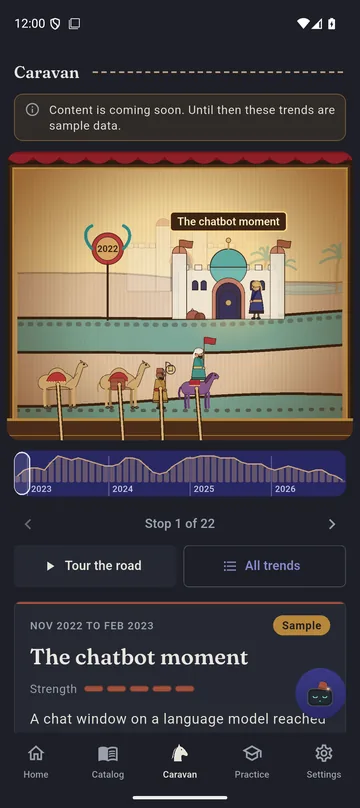 12:00
Caravan
Content is coming soon. Until then these trends are
sample data.
The chatbot moment
2022
2023
2024
2025
2026
Stop 1 of 22
Tour the road
All trends
NOV 2022 TO FEB 2023
Sample
The chatbot moment
Strength
A chat window on a language model reached
Home
Catalog
Caravan
Practice
Settings